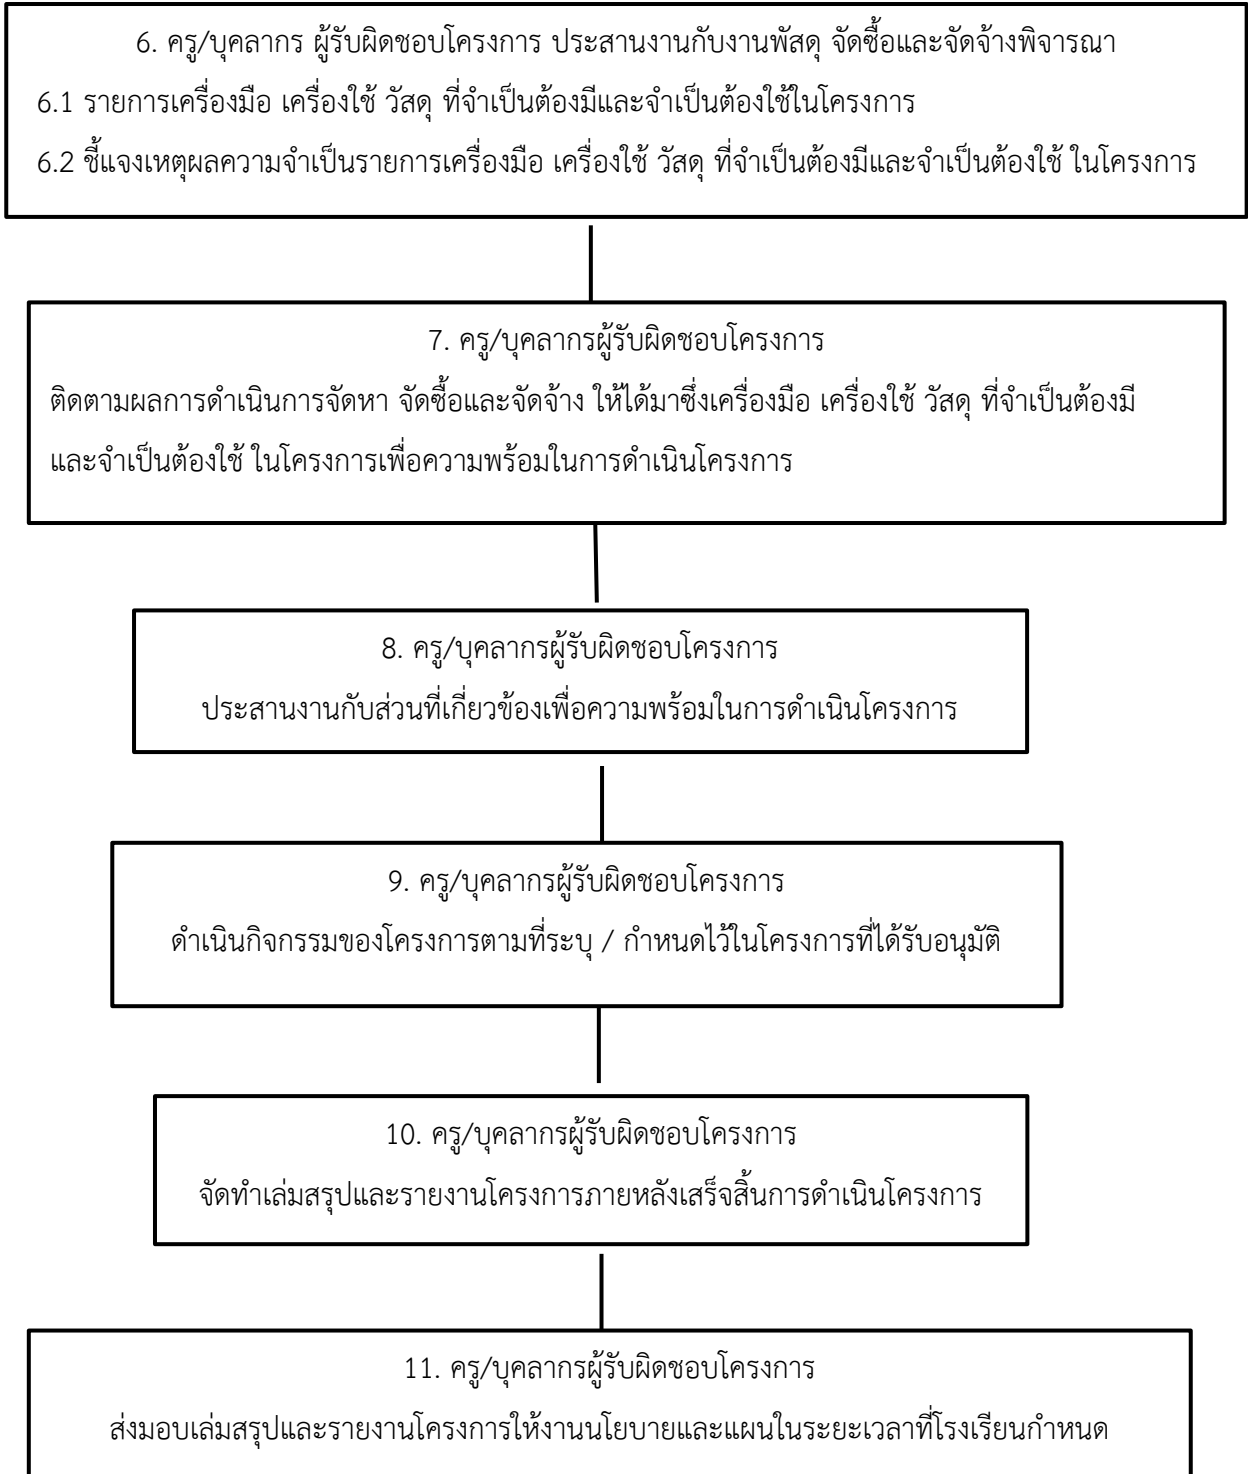 6. ครู/บุคลากร ผู้รับผิดชอบโครงการ ประสานงานกับงานพัสดุ จัดซื้อและจัดจ้างพิจารณา
6.1 รายการเครื่องมือ เครื่องใช้ วัสดุ ที่จำเป็นต้องมีและจำเป็นต้องใช้ในโครงการ
6.2 ชี้แจงเหตุผลความจำเป็นรายการเครื่องมือ เครื่องใช้ วัสดุ ที่จำเป็นต้องมีและจำเป็นต้องใช้ ในโครงการ
7. ครู/บุคลากรผู้รับผิดชอบโครงการ
ติดตามผลการดำเนินการจัดหา จัดซื้อและจัดจ้าง ให้ได้มาซึ่งเครื่องมือ เครื่องใช้ วัสดุ ที่จำเป็นต้องมี
และจำเป็นต้องใช้ ในโครงการเพื่อความพร้อมในการดำเนินโครงการ
8. ครู/บุคลากรผู้รับผิดชอบโครงการ
ประสานงานกับส่วนที่เกี่ยวข้องเพื่อความพร้อมในการดำเนินโครงการ
9. ครู/บุคลากรผู้รับผิดชอบโครงการ
ดำเนินกิจกรรมของโครงการตามที่ระบุ / กำหนดไว้ในโครงการที่ได้รับอนุมัติ
10. ครู/บุคลากรผู้รับผิดชอบโครงการ
จัดทำเล่มสรุปและรายงานโครงการภายหลังเสร็จสิ้นการดำเนินโครงการ
11. ครู/บุคลากรผู้รับผิดชอบโครงการ
ส่งมอบเล่มสรุปและรายงานโครงการให้งานนโยบายและแผนในระยะเวลาที่โรงเรียนกำหนด